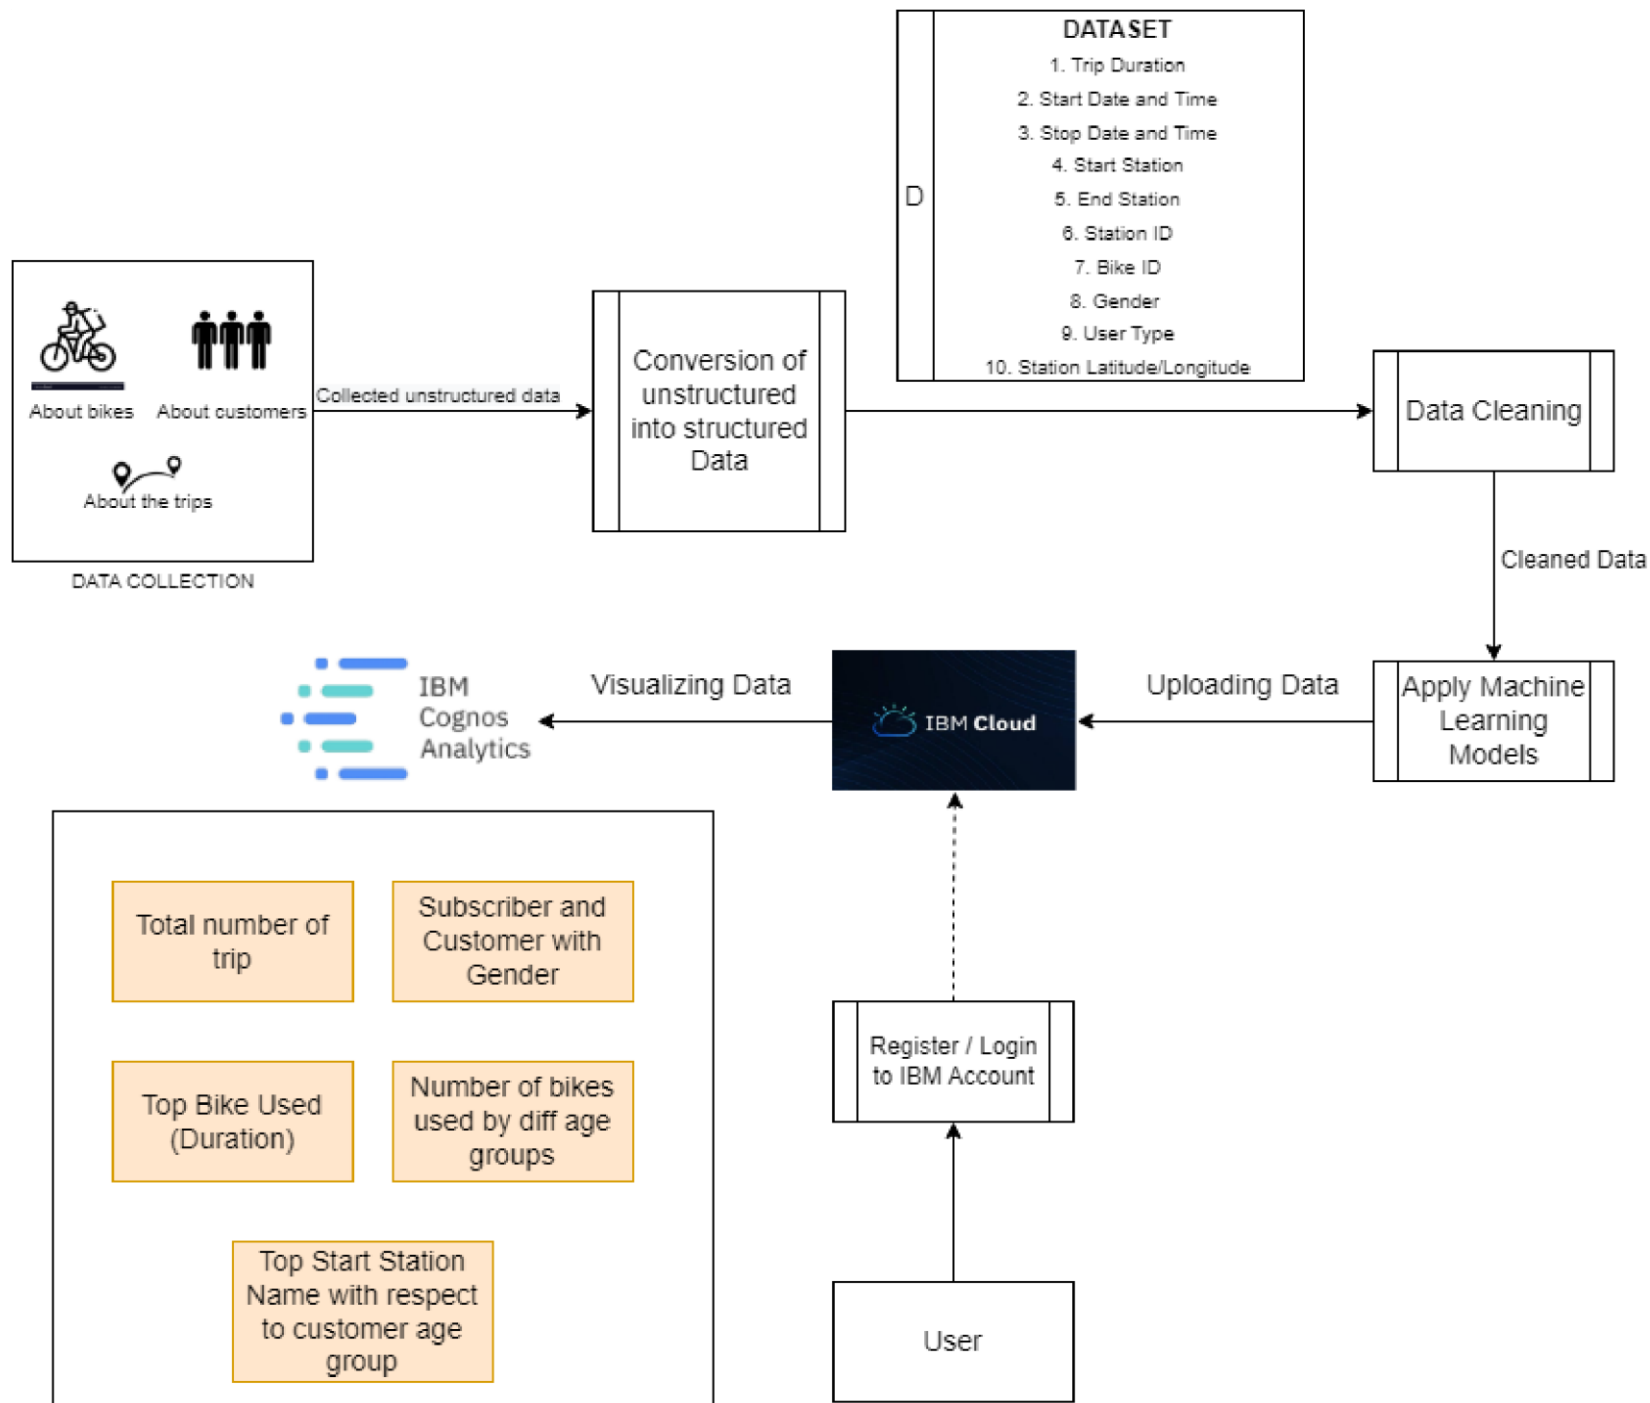 DATASET
1. Trip Duration
2. Start Date and Time
3. Stop Date and Time
4. Start Station
5. End Station
6. Station ID
7. Bike ID
8. Gender
9. User Type
10. Station Latitude/Longitude
D
About bikes
About customers
About the trips
DATA COLLECTION
Collected unstructured data
Conversion of
unstructured
into structured
Data
Data Cleaning
Cleaned Data
Apply Machine
Learning
Models
Uploading Data
IBM Cloud
Visualizing Data
IBM
Cognos
Analytics
Total number of
trip
Subscriber and
Customer with
Gender
Top Bike Used
(Duration)
Number of bikes
used by diff age
groups
Top Start Station
Name with respect
to customer age
group
Register / Login
to IBM Account
User